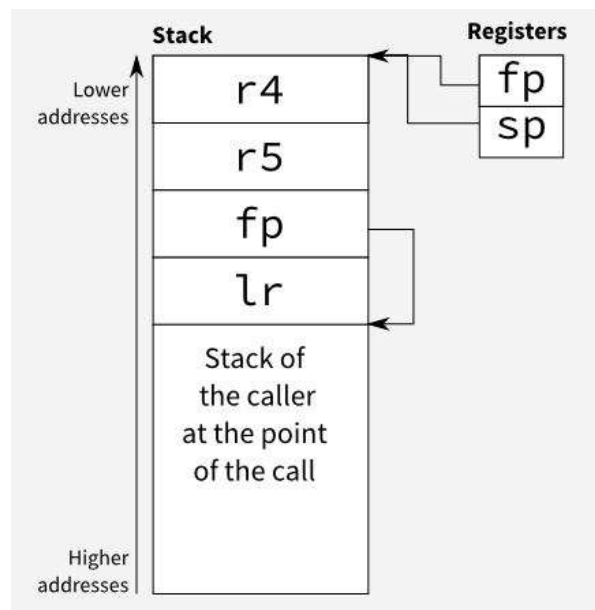 Stack
Registers
Lower
addresses
r4
fp
sp
r5
fp
lr
Stack of
the caller
at the point
of the call
Higher
addresses